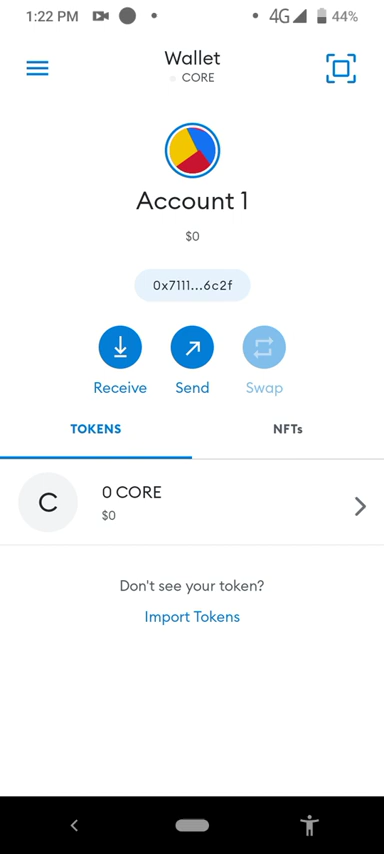 1:22 PM 4G 44%
Wallet
CORE
Account 1
$0
0x7111...6c2f
Receive Send Swap
TOKENS NFTs
C 0 CORE
$0
Don't see your token?
Import Tokens